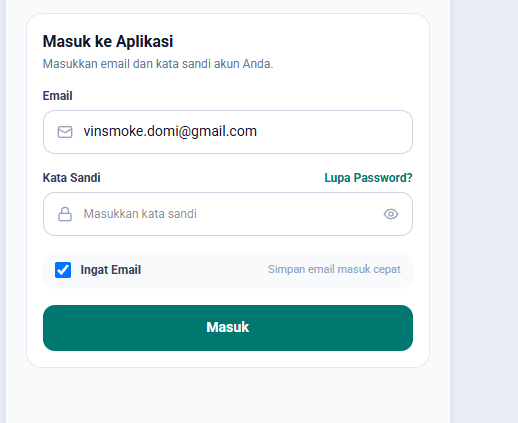 Masuk ke Aplikasi
Masukkan email dan kata sandi akun Anda.
Email
vinsmoke.domi@gmail.com
Kata Sandi
Lupa Password?
Masukkan kata sandi
Ingat Email
Simpan email masuk cepat
Masuk